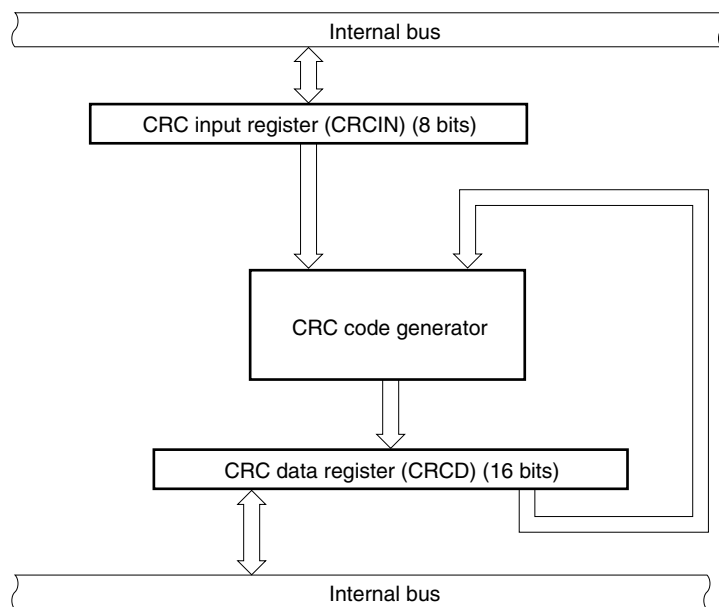 Internal bus
CRC input register (CRCIN) (8 bits)
CRC code generator
CRC data register (CRCD) (16 bits)
Internal bus